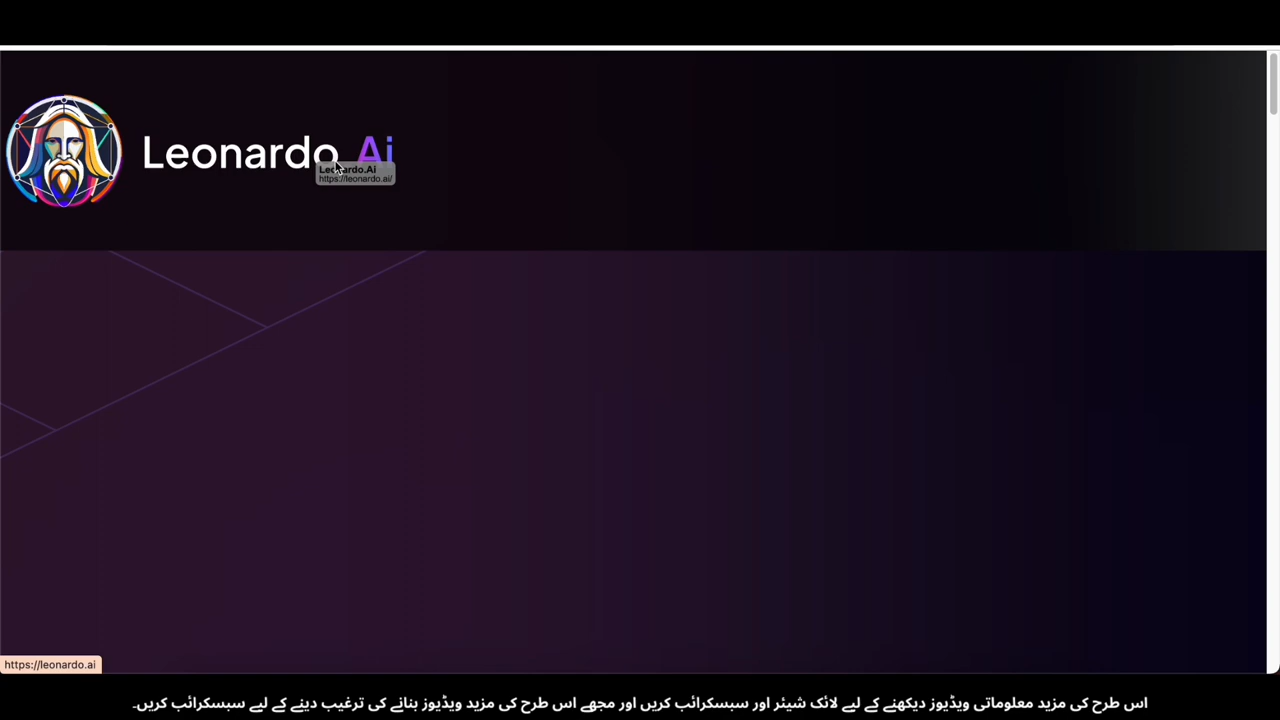 Leonardo.Ai
Leonardo.Ai
https://leonardo.ai/
https://leonardo.ai
اس طرح کی مزید معلوماتی ویڈیوز دیکھنے کے لیے لائک شیئر اور سبسکرائب کریں اور مجھے اس طرح کی مزید ویڈیوز بنانے کی ترغیب دینے کے لیے سبسکرائب کریں۔